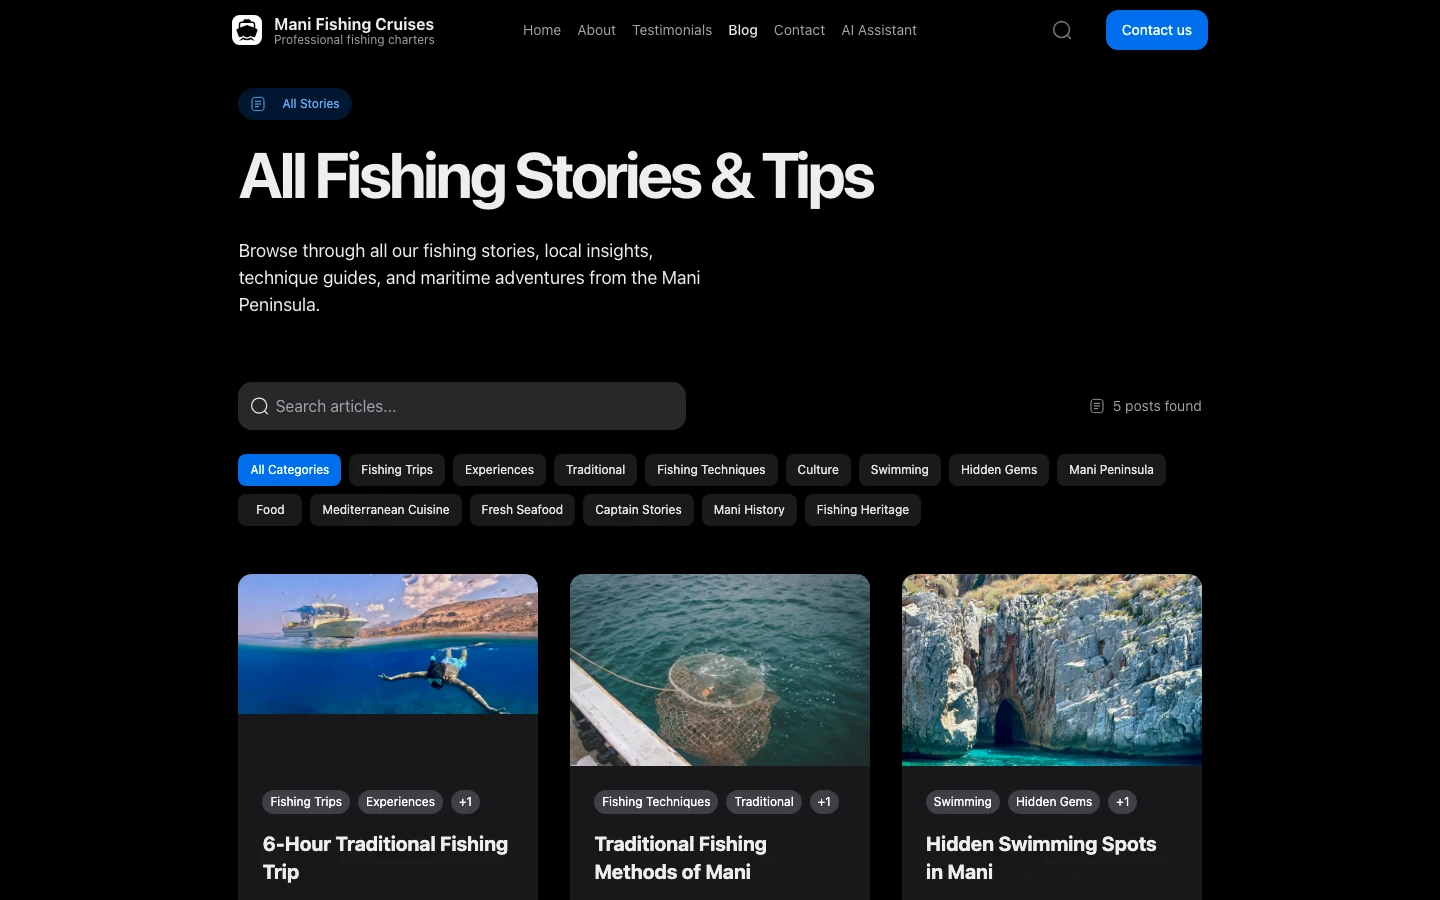 Mani Fishing Cruises
Professional fishing charters
Home About Testimonials Blog Contact AI Assistant
Contact us
All Stories
All Fishing Stories & Tips
Browse through all our fishing stories, local insights,
technique guides, and maritime adventures from the Mani
Peninsula.
Search articles...
5 posts found
All Categories Fishing Trips Experiences Traditional Fishing Techniques Culture Swimming Hidden Gems Mani Peninsula
Food Mediterranean Cuisine Fresh Seafood Captain Stories Mani History Fishing Heritage
Fishing Trips Experiences +1
6-Hour Traditional Fishing
Trip
Fishing Techniques Traditional +1
Traditional Fishing
Methods of Mani
Swimming Hidden Gems +1
Hidden Swimming Spots
in Mani